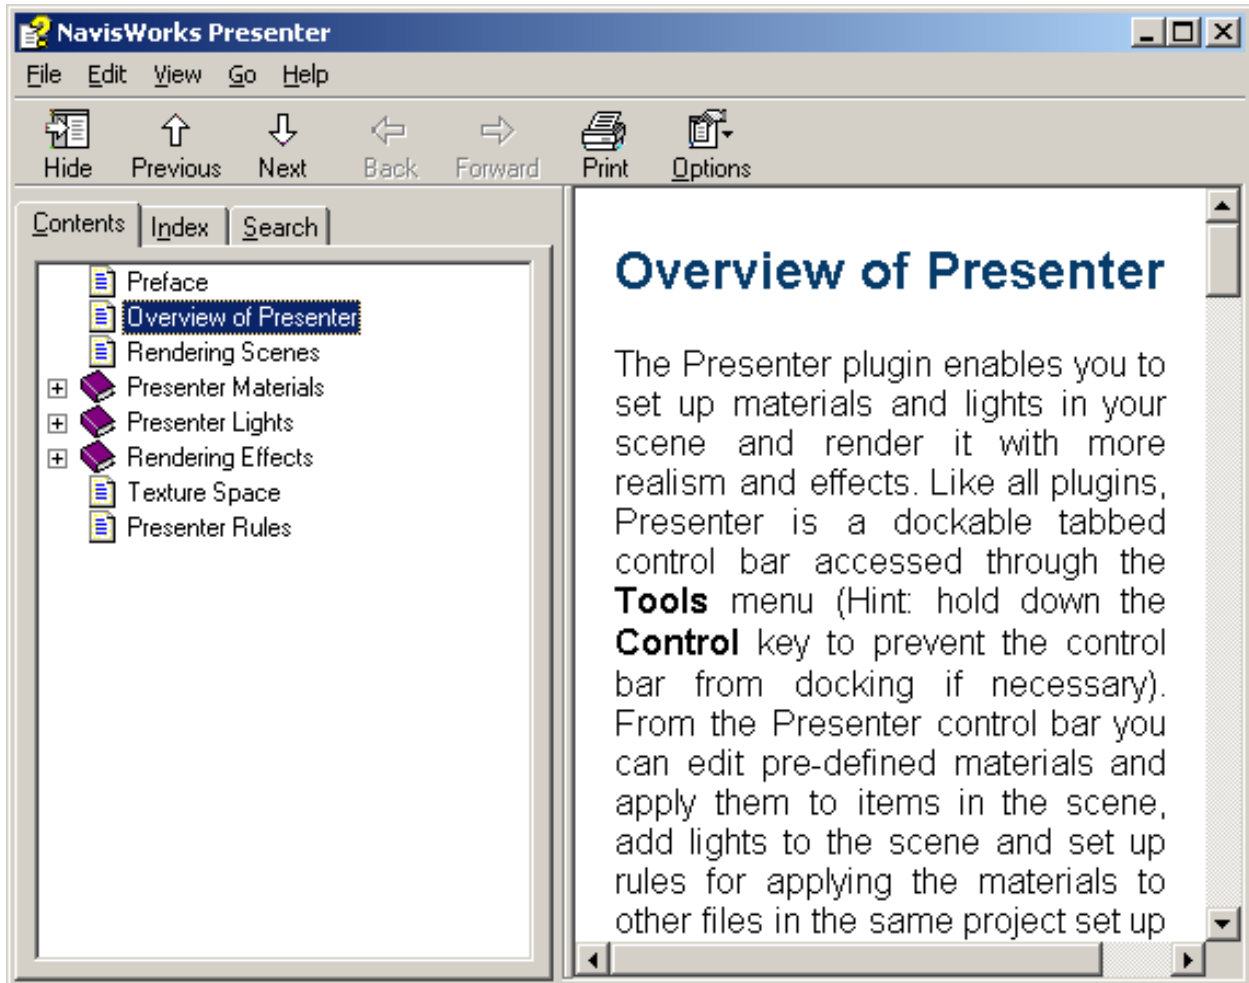 NavisWorks Presenter
File Edit View Go Help
Hide Previous Next Back Forward Print Options
Contents Index Search
Preface
Overview of Presenter
Rendering Scenes
Presenter Materials
Presenter Lights
Rendering Effects
Texture Space
Presenter Rules
Overview of Presenter
The Presenter plugin enables you to
set up materials and lights in your
scene and render it with more
realism and effects. Like all plugins,
Presenter is a dockable tabbed
control bar accessed through the
Tools menu (Hint: hold down the
Control key to prevent the control
bar from docking if necessary).
From the Presenter control bar you
can edit pre-defined materials and
apply them to items in the scene,
add lights to the scene and set up
rules for applying the materials to
other files in the same project set up